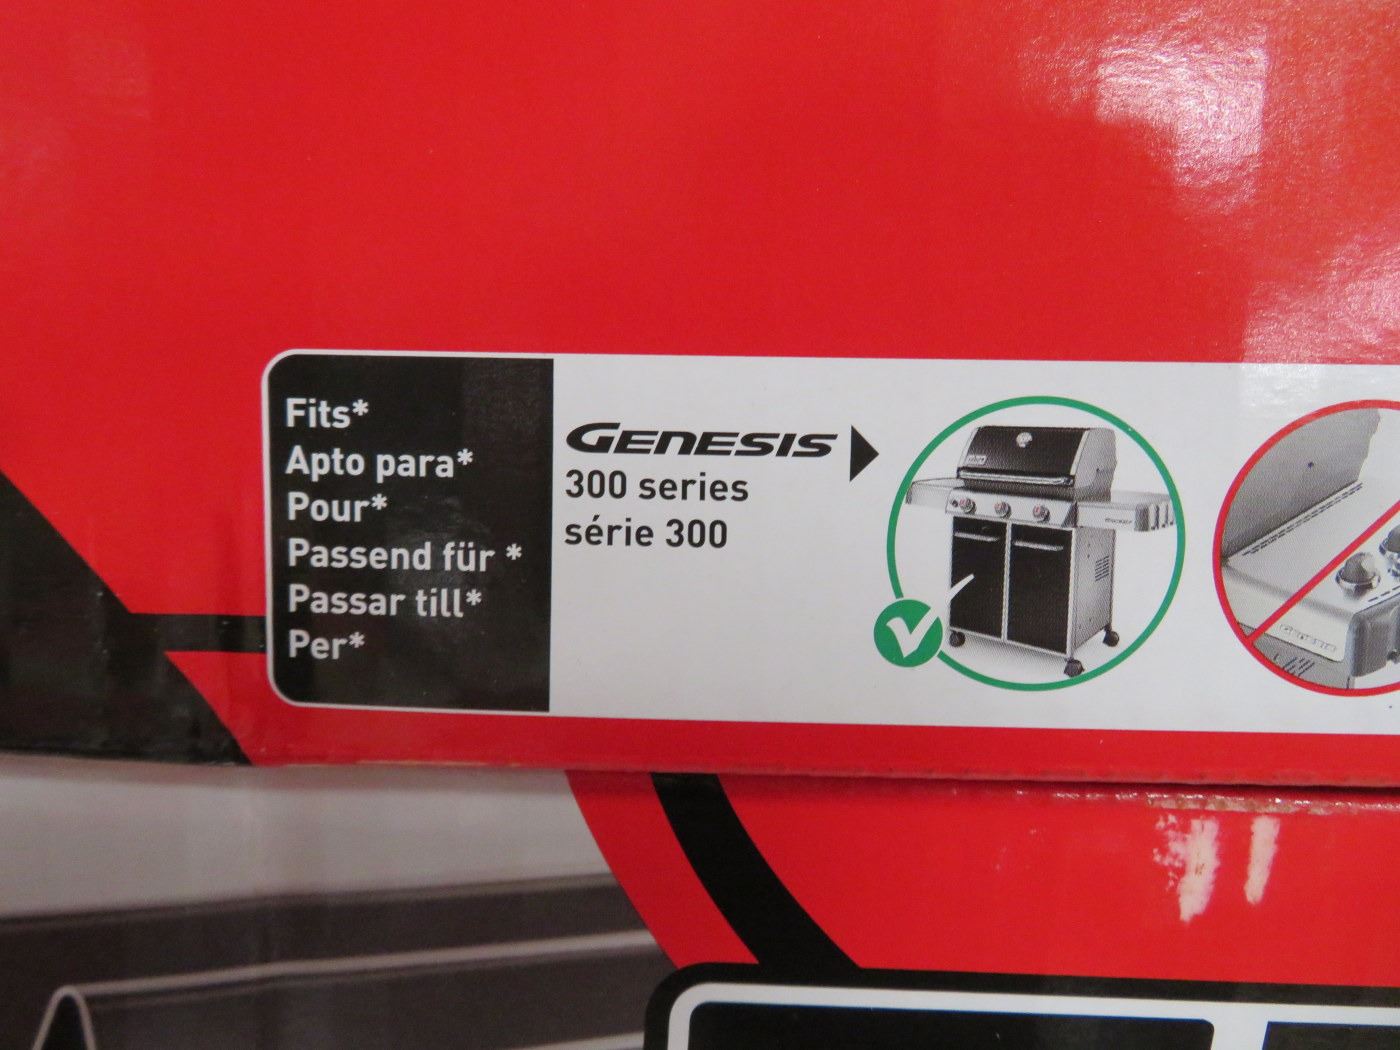 Fits*
Apto para*
Pour*
Passend für *
Passar till*
Per*
GENESIS
300 series
série 300